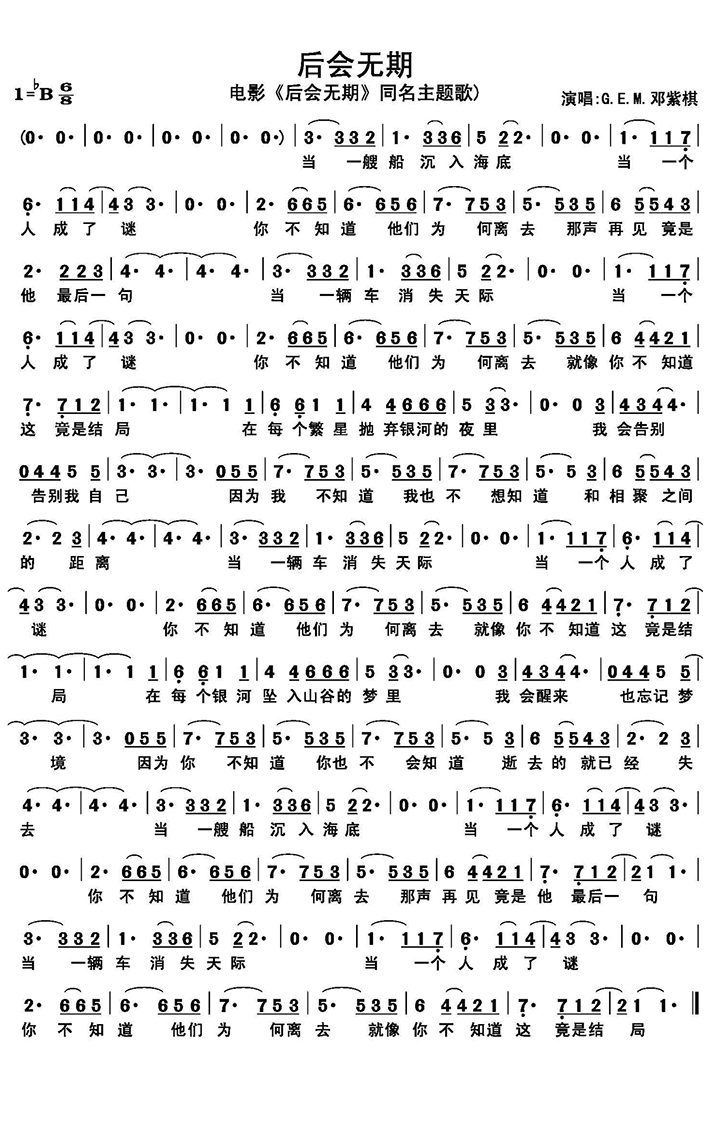 后会无期
1=♭B 6/8 电影《后会无期》同名主题歌) 演唱:G.E.M.邓紫棋
(0· 0· | 0· 0· | 0· 0· | 0· 0·) | 3· 332 | 1· 336 | 5 22· | 0· 0· | 1· 117
当 一艘船 沉入海底 当 一个
6· 114 | 43 3· | 0· 0· | 2· 665 | 6· 656 | 7· 753 | 5· 535 | 6 5543
人成了谜 你不知道 他们为 何离去 那声再见竟是
2· 223 | 4· 4· | 4· 4· | 3· 332 | 1· 336 | 5 22· | 0· 0· | 1· 117
他 最后一句 当 一辆车 消失天际 当 一个
6· 114 | 43 3· | 0· 0· | 2· 665 | 6· 656 | 7· 753 | 5· 535 | 6 4421
人成了谜 你不知道 他们为 何离去 就像你不知道
7· 712 | 1· 1· | 1· 1 1 | 6 61 1 | 4 4666 | 5 33· | 0· 03 | 4344·
这 竟是结局 在每个繁星 抛弃银河的夜里 我会告别
0445 5 | 3· 3· | 3· 055 | 7· 753 | 5· 535 | 7· 753 | 5· 535 | 6 5543
告别我自己 因为我 不知道 我也不 想知道 和相聚之间
2· 2 3 | 4· 4· | 4· 4· | 3· 332 | 1· 336 | 5 22· | 0· 0· | 1· 117 | 6· 114
的 距离 当 一辆车 消失天际 当 一个人成了
43 3· | 0· 0· | 2· 665 | 6· 656 | 7· 753 | 5· 535 | 6 4421 | 7· 712
谜 你不知道 他们为 何离去 就像你不知道这 竟是结
1· 1· | 1· 1 1 | 6· 61 1 | 4 4666 | 5 33· | 0· 03 | 4344· | 0445 5
局 在每个银河坠入山谷的梦里 我会醒来 也忘记梦
3· 3· | 3· 055 | 7· 753 | 5· 535 | 7· 753 | 5· 535 | 6 5543 | 2· 2 3
境 因为你 不知道 你也不 会知道 逝去的就已经 失
4· 4· | 4· 4· | 3· 332 | 1· 336 | 5 22· | 0· 0· | 1· 117 | 6· 114 | 43 3·
去 当 一艘船 沉入海底 当 一个人成了谜
0· 0· | 2· 665 | 6· 656 | 7· 753 | 5· 535 | 6 4421 | 7· 712 | 21 1·
你不知道 他们为 何离去 那声再见竟是他 最后一句
3· 332 | 1· 336 | 5 22· | 0· 0· | 1· 117 | 6· 114 | 43 3· | 0· 0·
当 一辆车 消失天际 当 一个人成了谜
2· 665 | 6· 656 | 7· 753 | 5· 535 | 6 4421 | 7· 712 | 21 1· | 0· 0· ‖
你不知道 他们为 何离去 就像你不知道这 竟是结局